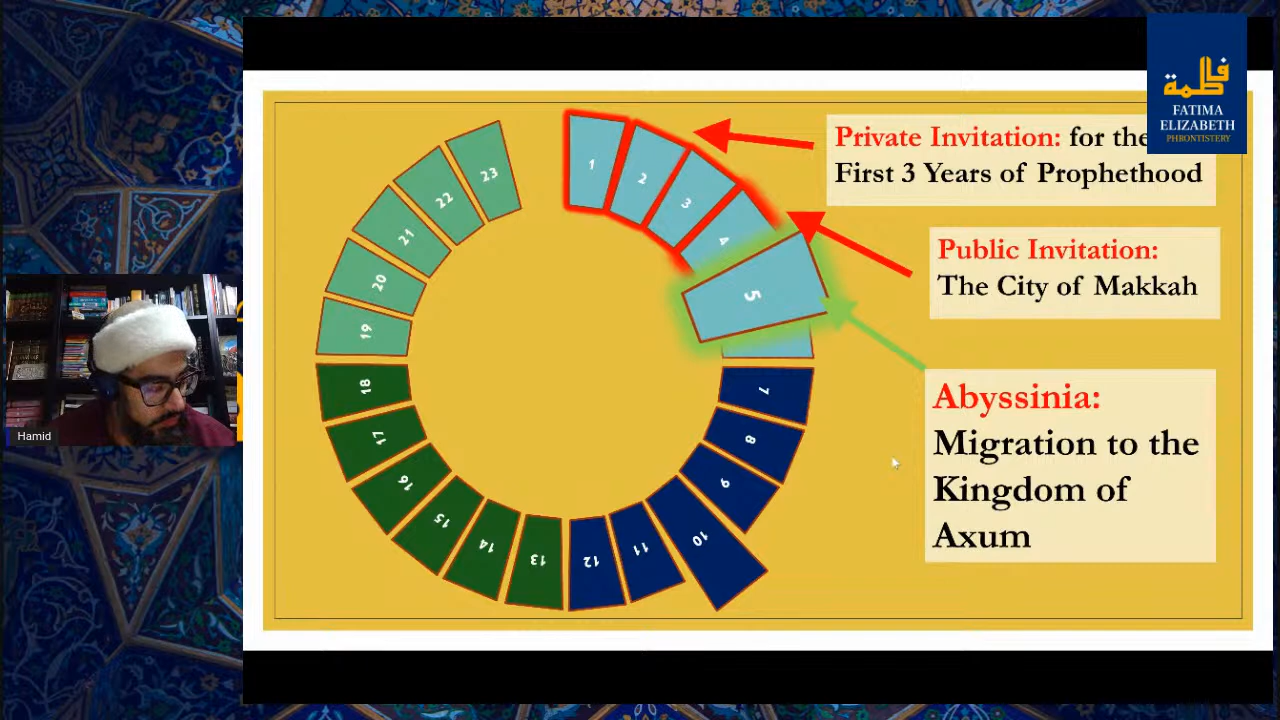 فاطمة
FATIMA
ELIZABETH
PHRONTISTERY
Private Invitation: for the
First 3 Years of Prophethood
Public Invitation:
The City of Makkah
Abyssinia:
Migration to the
Kingdom of
Axum
1
2
3
4
5
7
8
9
10
11
12
13
14
15
16
17
18
19
20
21
22
23
Hamid